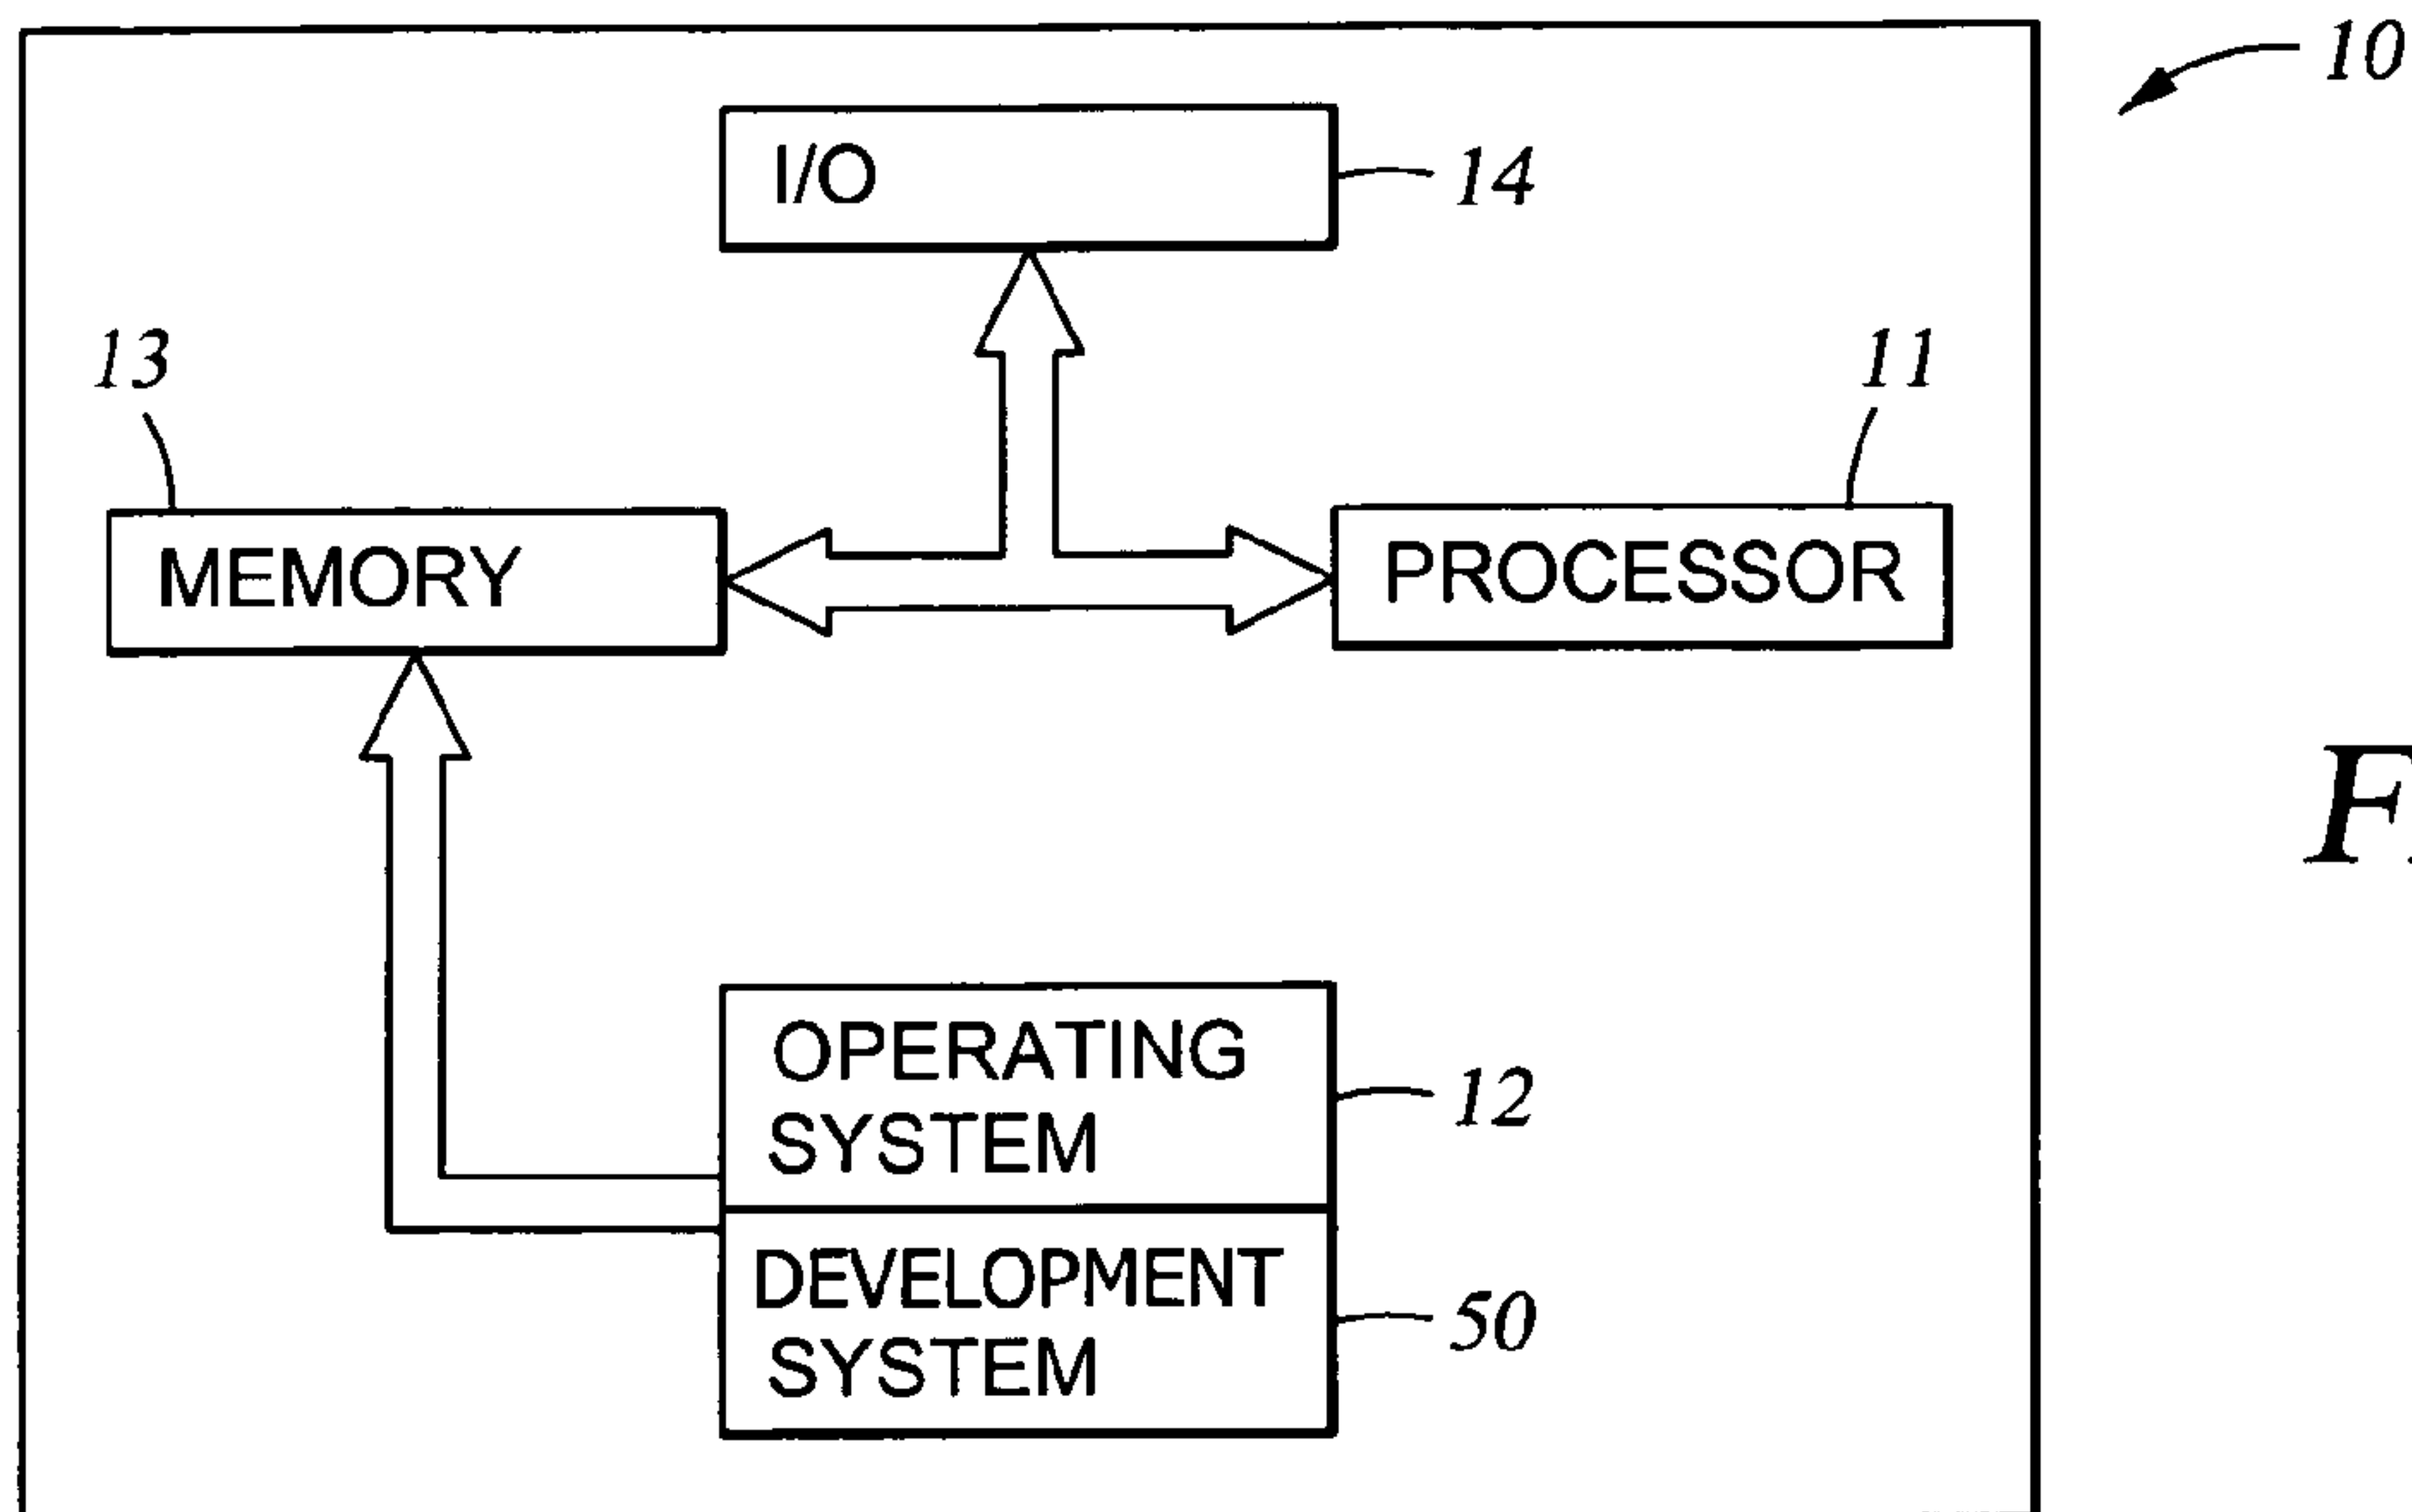 10
I/O
14
13
11
MEMORY
PROCESSOR
OPERATING
SYSTEM
12
DEVELOPMENT
SYSTEM
50